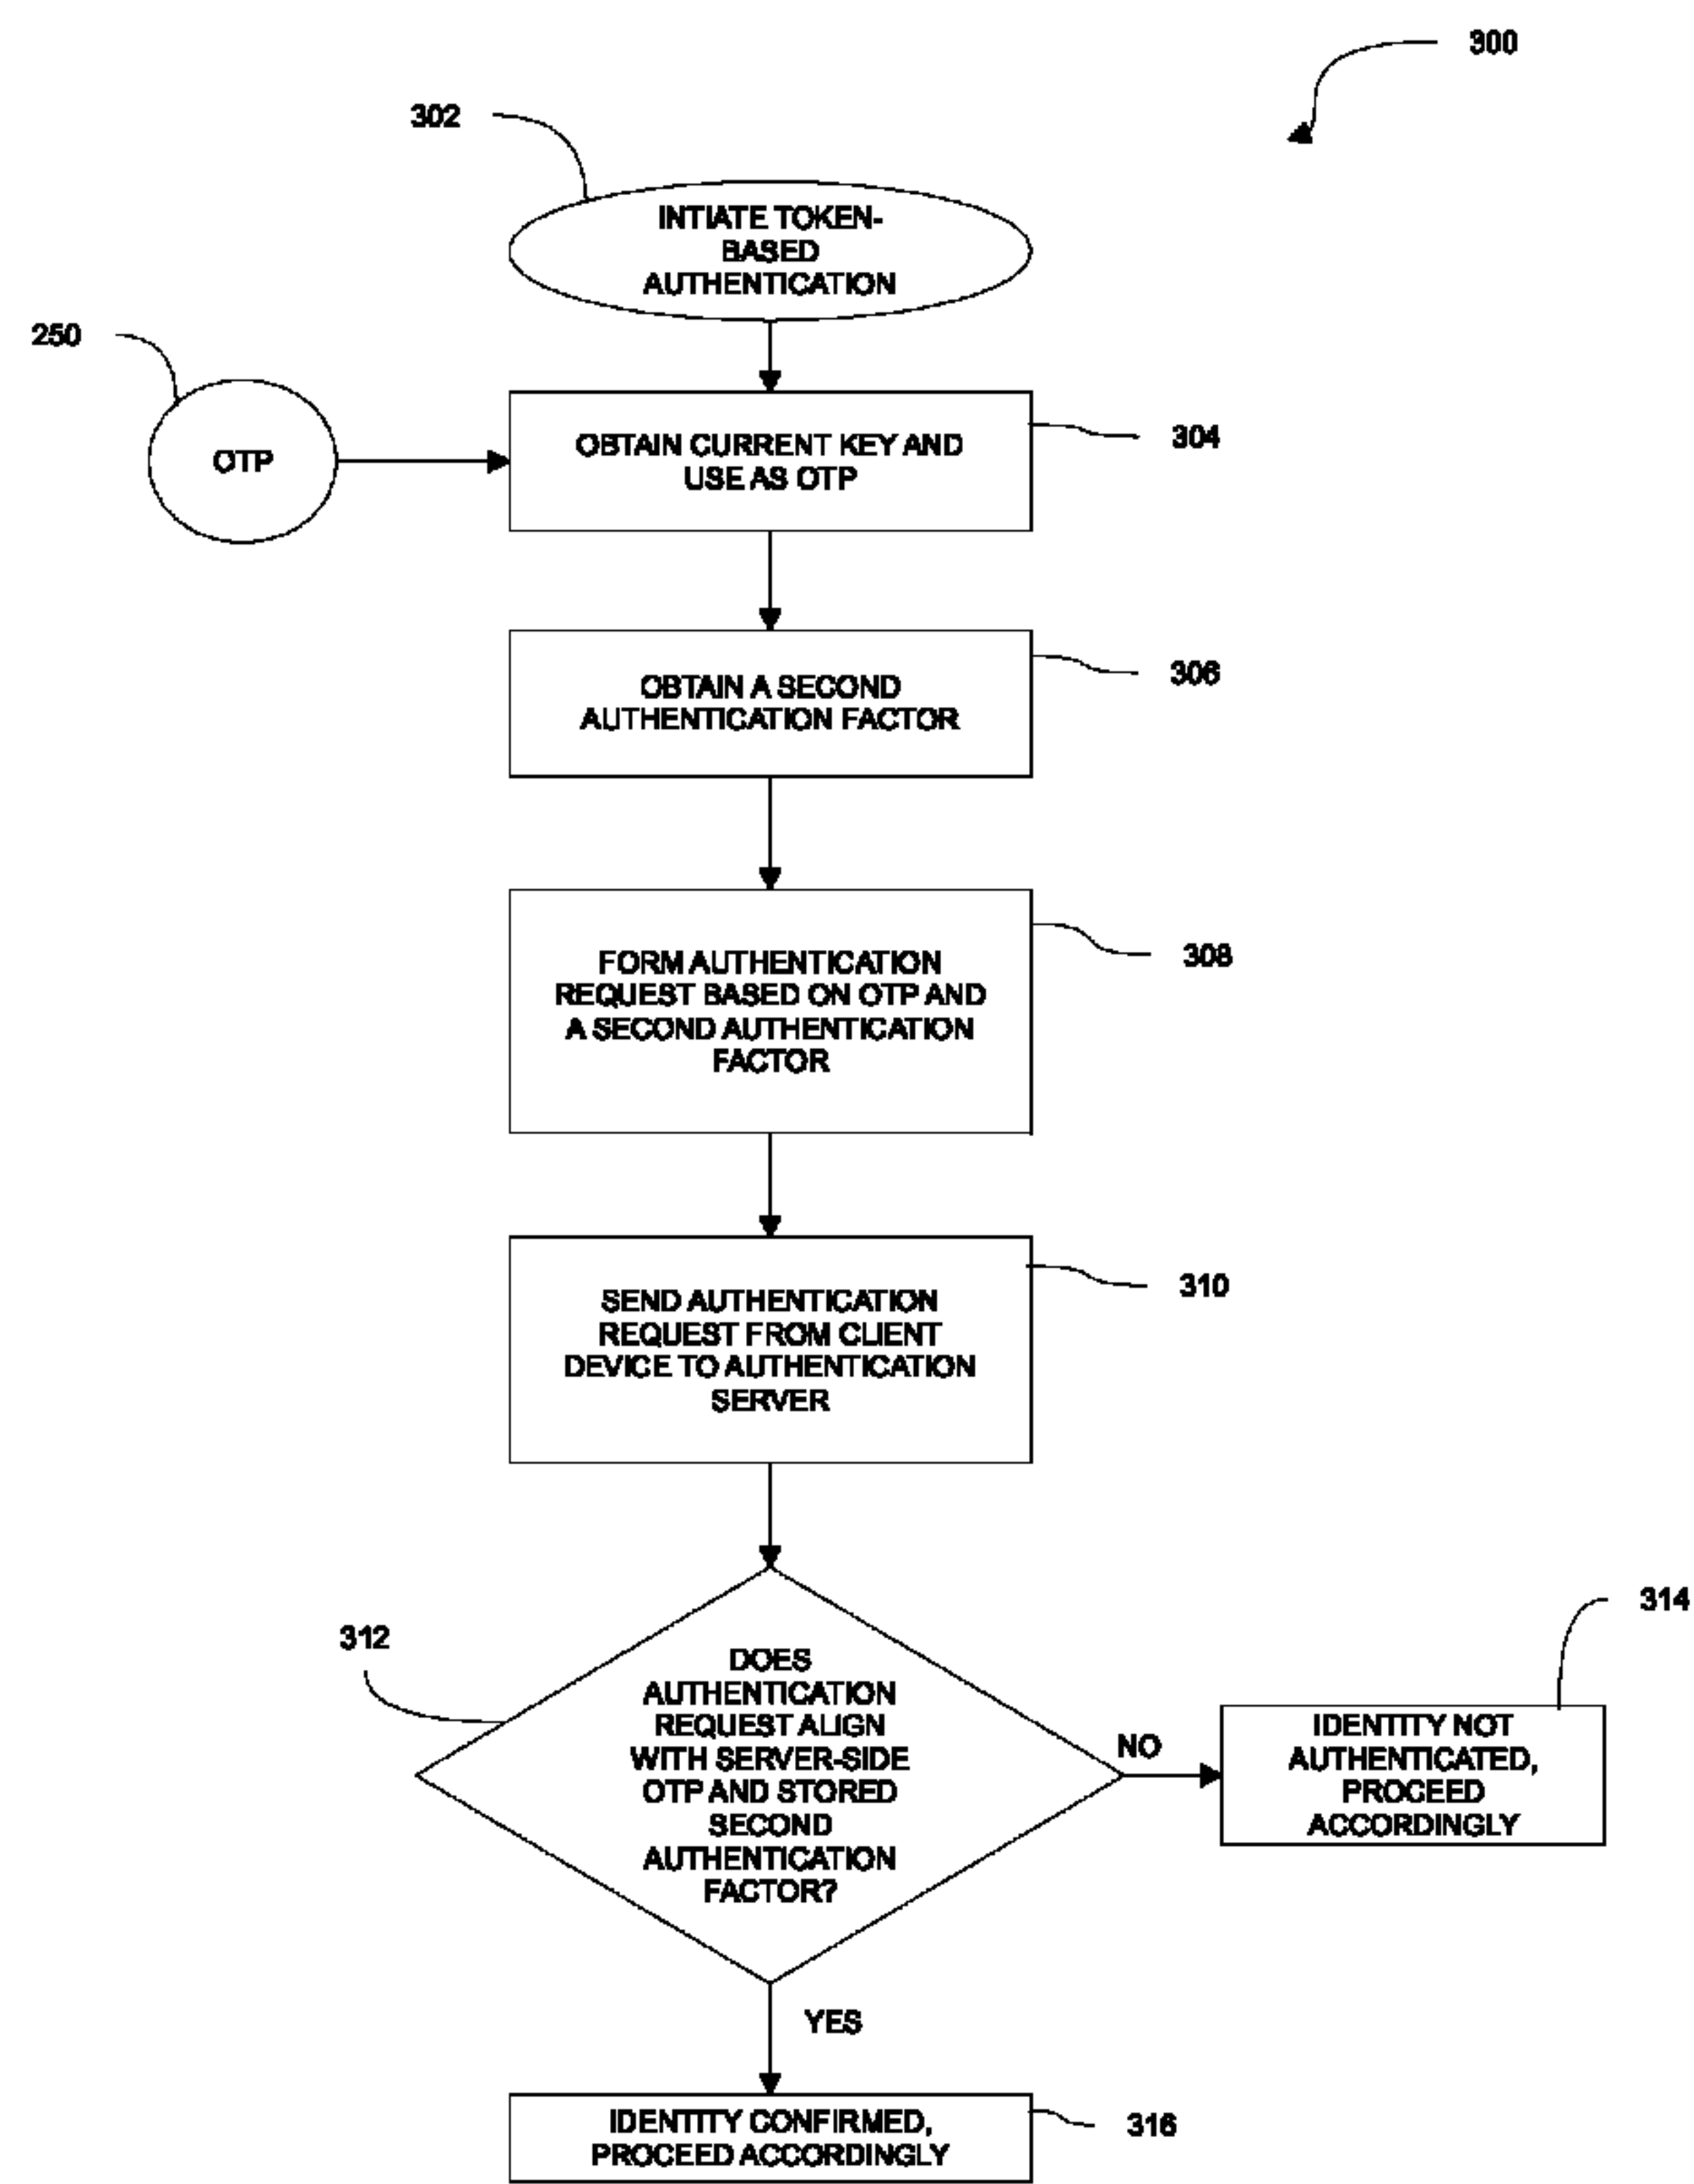 300
302
INTIATE TOKEN-
BASED
AUTHENTICATION
250
OTP
OBTAIN CURRENT KEY AND
USE AS OTP
304
OBTAIN A SECOND
AUTHENTICATION FACTOR
306
FORM AUTHENTICATION
REQUEST BASED ON OTP AND
A SECOND AUTHENTICATION
FACTOR
308
SEND AUTHENTICATION
REQUEST FROM CLIENT
DEVICE TO AUTHENTICATION
SERVER
310
312
DOES
AUTHENTICATION
REQUEST ALIGN
WITH SERVER-SIDE
OTP AND STORED
SECOND
AUTHENTICATION
FACTOR?
NO
314
IDENTITY NOT
AUTHENTICATED,
PROCEED
ACCORDINGLY
YES
IDENTITY CONFIRMED,
PROCEED ACCORDINGLY
316